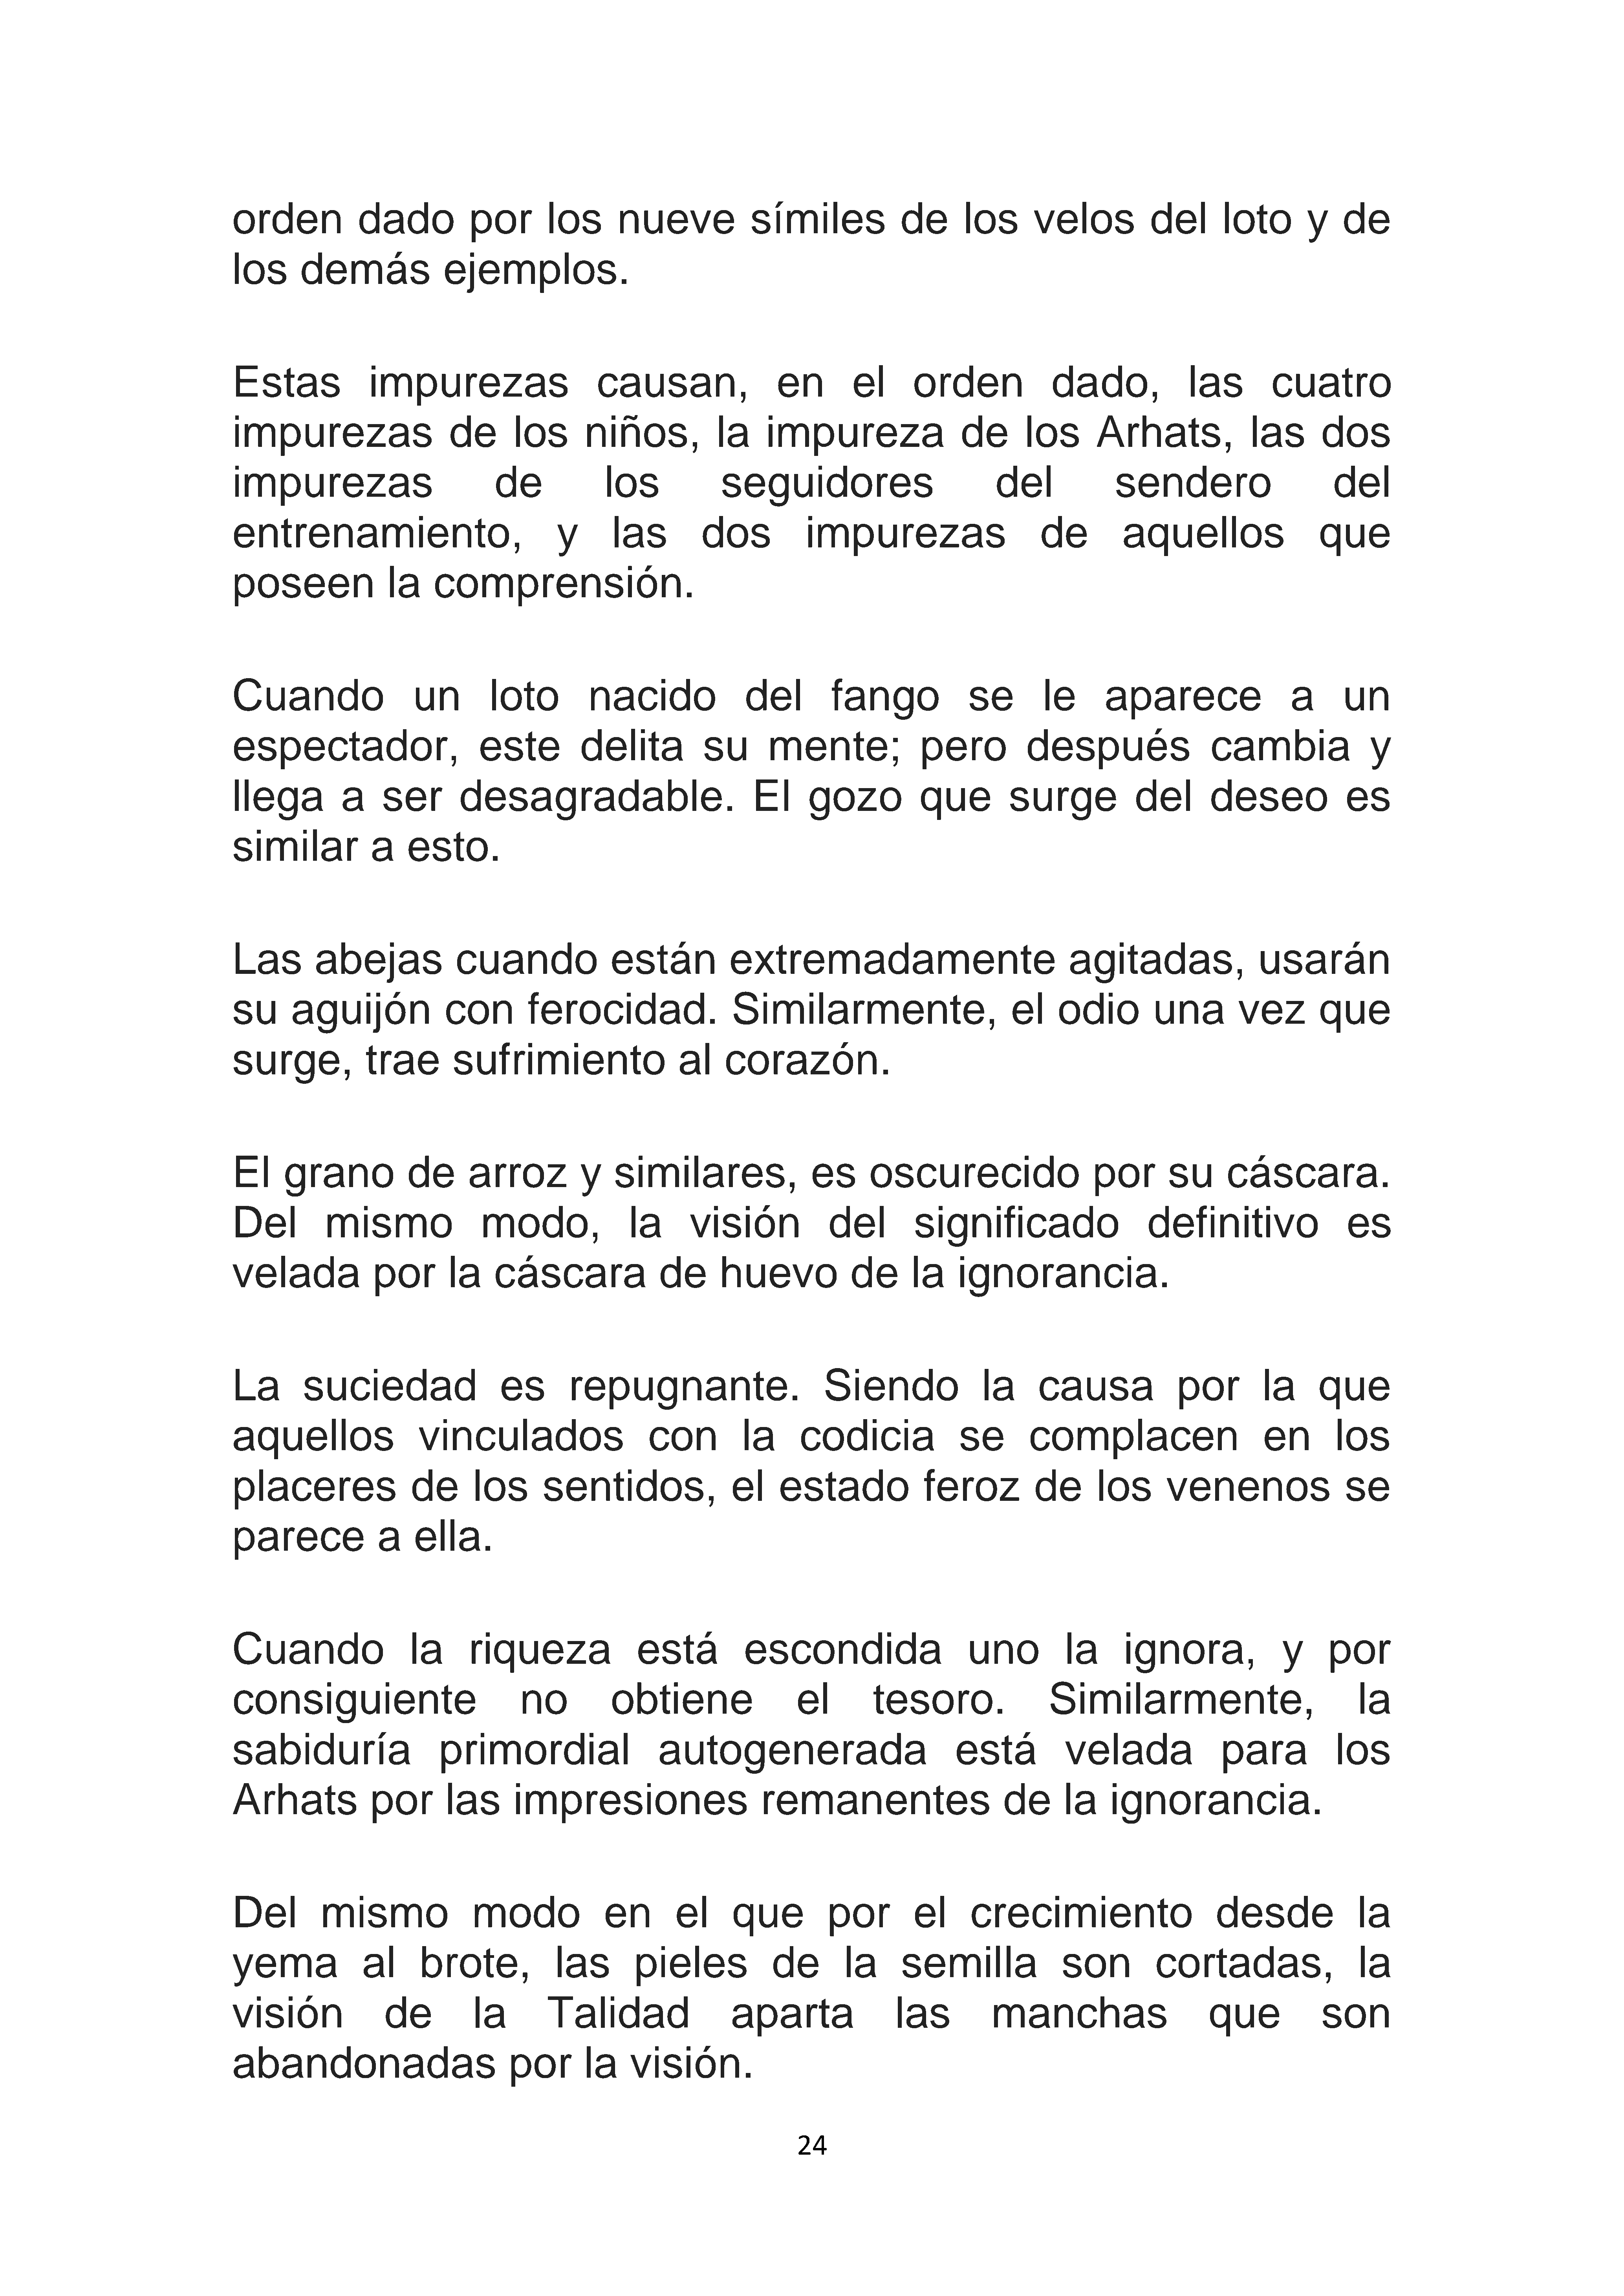 orden dado por los nueve símiles de los velos del loto y de
los demás ejemplos.
Estas impurezas causan, en el orden dado, las cuatro
impurezas de los niños, la impureza de los Arhats, las dos
impurezas de los seguidores del sendero del
entrenamiento, y las dos impurezas de aquellos que
poseen la comprensión.
Cuando un loto nacido del fango se le aparece a un
espectador, este delita su mente; pero después cambia y
llega a ser desagradable. El gozo que surge del deseo es
similar a esto.
Las abejas cuando están extremadamente agitadas, usarán
su aguijón con ferocidad. Similarmente, el odio una vez que
surge, trae sufrimiento al corazón.
El grano de arroz y similares, es oscurecido por su cáscara.
Del mismo modo, la visión del significado definitivo es
velada por la cáscara de huevo de la ignorancia.
La suciedad es repugnante. Siendo la causa por la que
aquellos vinculados con la codicia se complacen en los
placeres de los sentidos, el estado feroz de los venenos se
parece a ella.
Cuando la riqueza está escondida uno la ignora, y por
consiguiente no obtiene el tesoro. Similarmente, la
sabiduría primordial autogenerada está velada para los
Arhats por las impresiones remanentes de la ignorancia.
Del mismo modo en el que por el crecimiento desde la
yema al brote, las pieles de la semilla son cortadas, la
visión de la Talidad aparta las manchas que son
abandonadas por la visión.
24